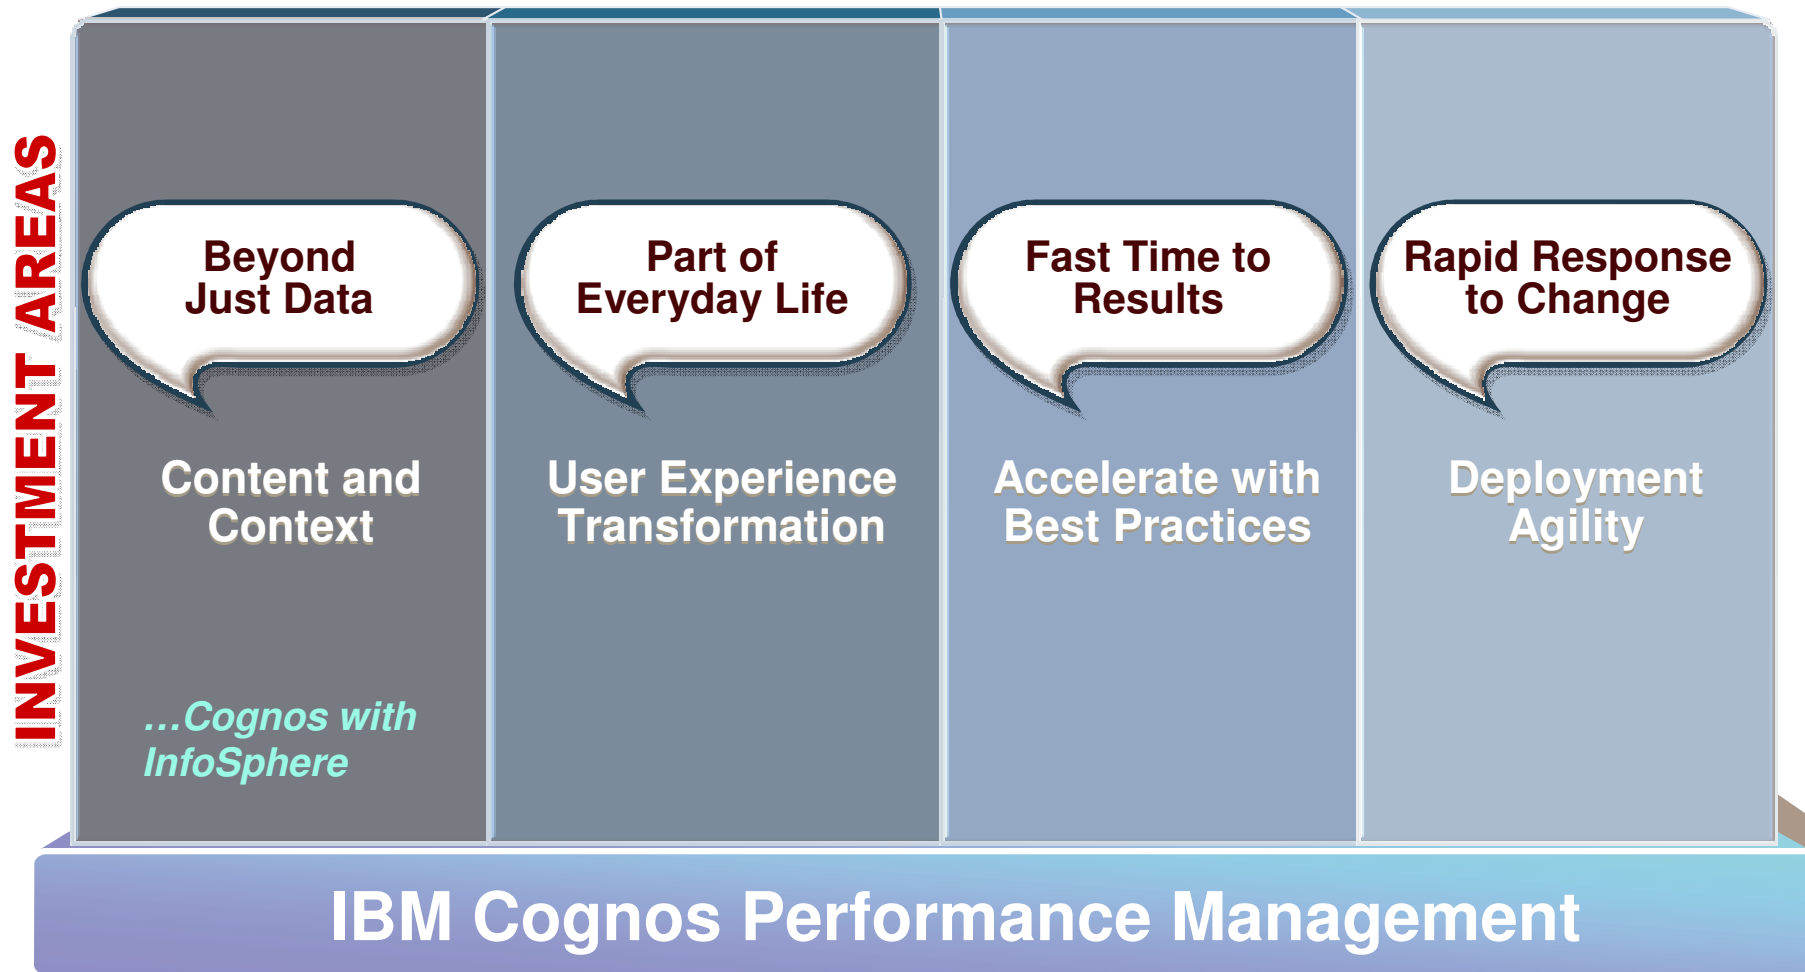 INVESTMENT AREAS
Beyond
Just Data
Part of
Everyday Life
Fast Time to
Results
Rapid Response
to Change
Content and
Context
User Experience
Transformation
Accelerate with
Best Practices
Deployment
Agility
…Cognos with
InfoSphere
IBM Cognos Performance Management